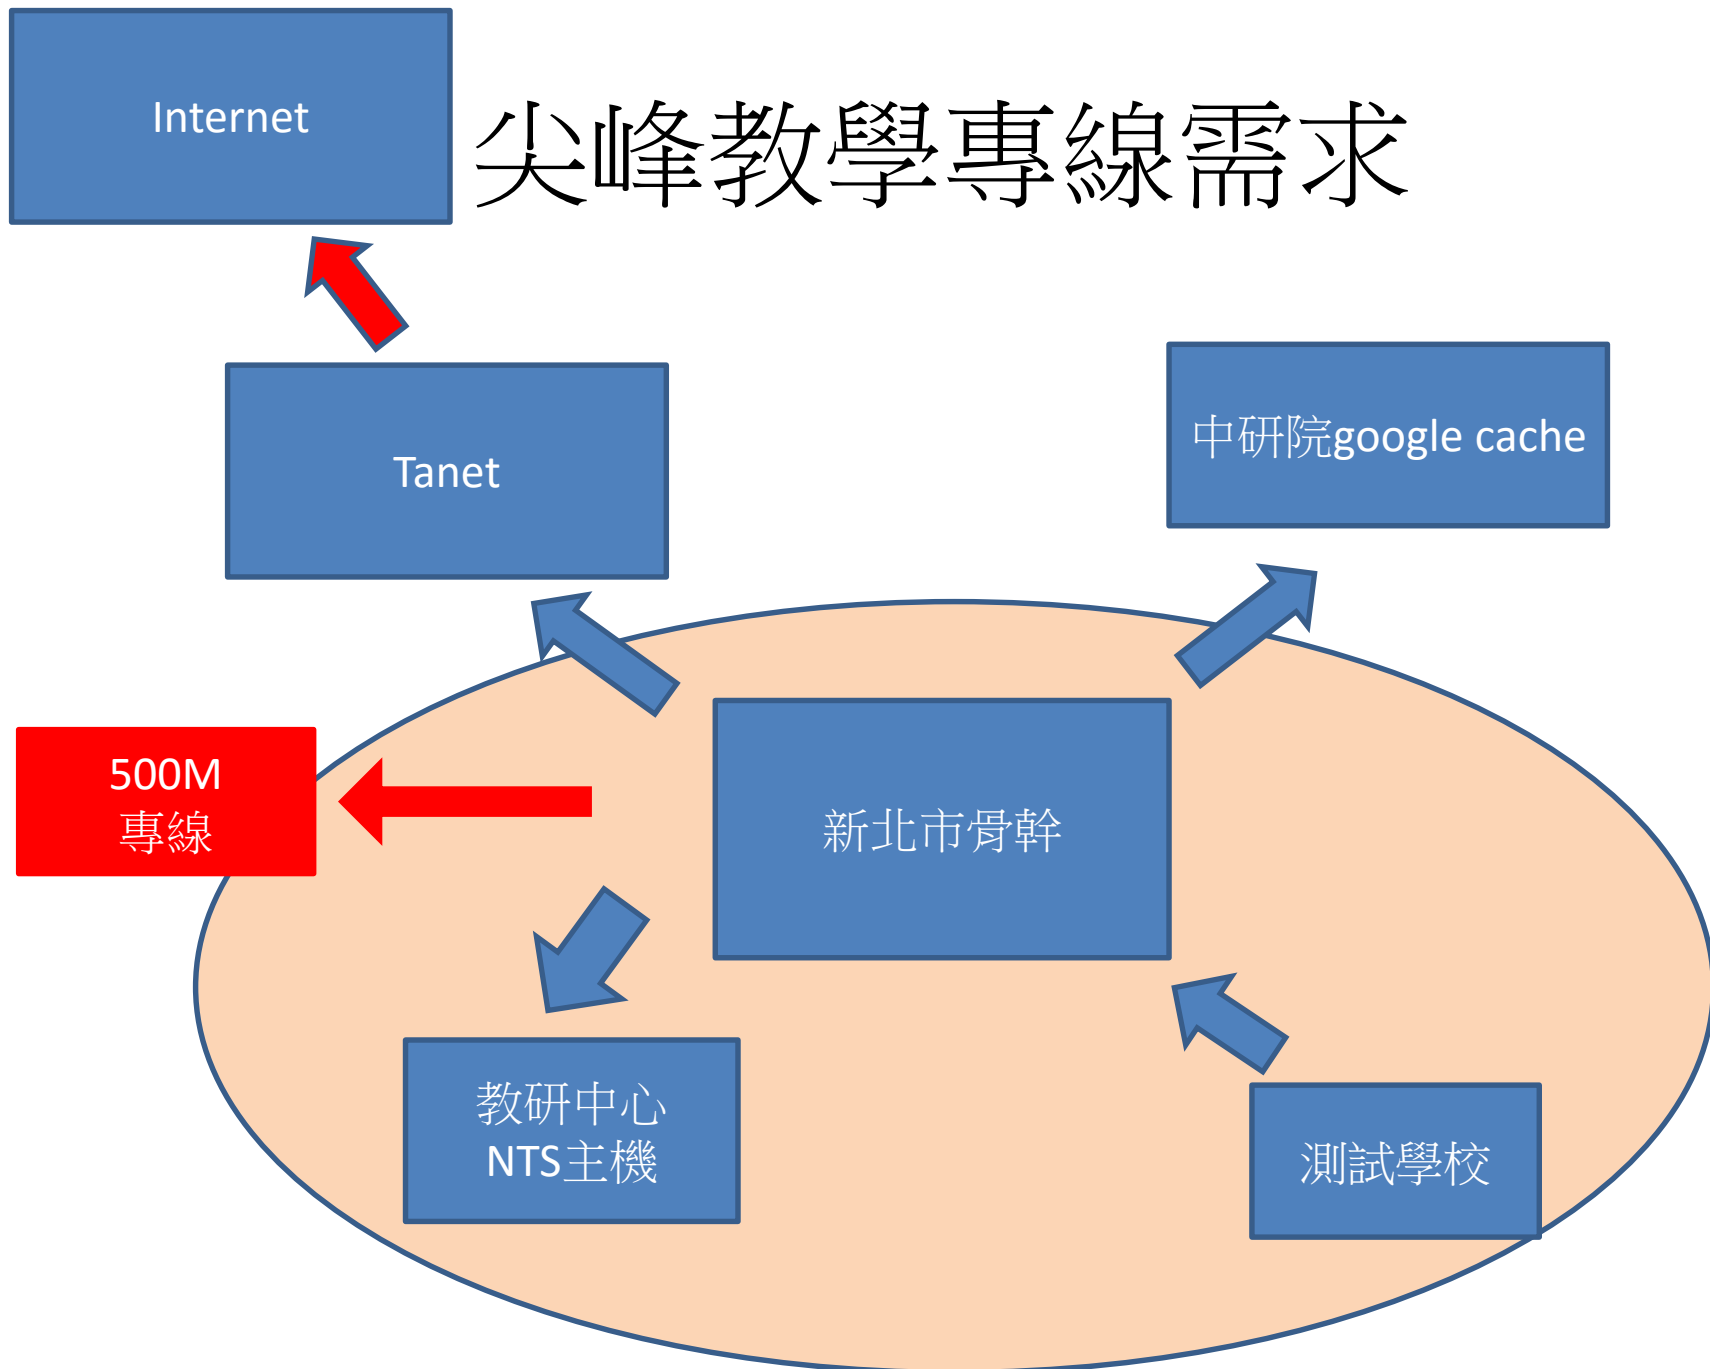 Internet
尖峰教學專線需求
Tanet
中研院google cache
500M
專線
新北市骨幹
教研中心
NTS主機
測試學校